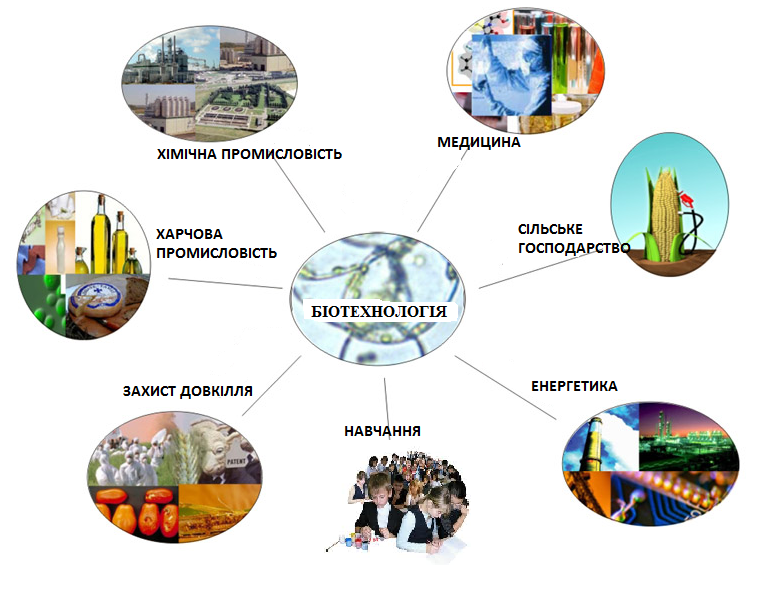 ХІМІЧНА ПРОМИСЛОВІСТЬ
МЕДИЦИНА
ХАРЧОВА
ПРОМИСЛОВІСТЬ
СІЛЬСЬКЕ
ГОСПОДАРСТВО
БІОТЕХНОЛОГІЯ
ЗАХИСТ ДОВКІЛЛЯ
НАВЧАННЯ
ЕНЕРГЕТИКА
PATENT